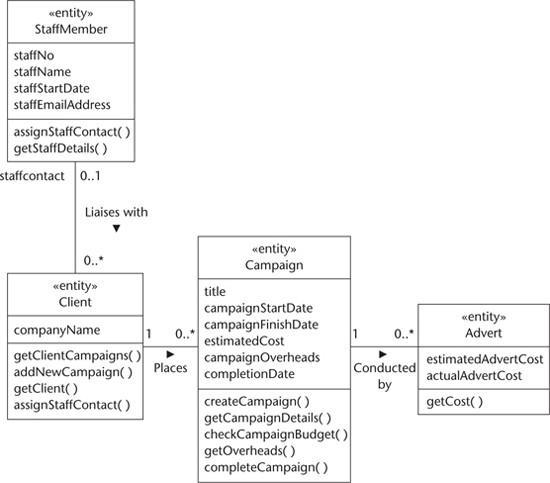 «entity»
StaffMember
staffNo
staffName
staffStartDate
staffEmailAddress
assignStaffContact( )
getStaffDetails( )
staffcontact 0..1
Liaises with
▼
0..*
«entity»
Client
companyName
getClientCampaigns( )
addNewCampaign( )
getClient( )
assignStaffContact( )
1 0..*
►
Places
«entity»
Campaign
title
campaignStartDate
campaignFinishDate
estimatedCost
campaignOverheads
completionDate
createCampaign( )
getCampaignDetails( )
checkCampaignBudget( )
getOverheads( )
completeCampaign( )
1 0..*
►
Conducted
by
«entity»
Advert
estimatedAdvertCost
actualAdvertCost
getCost( )